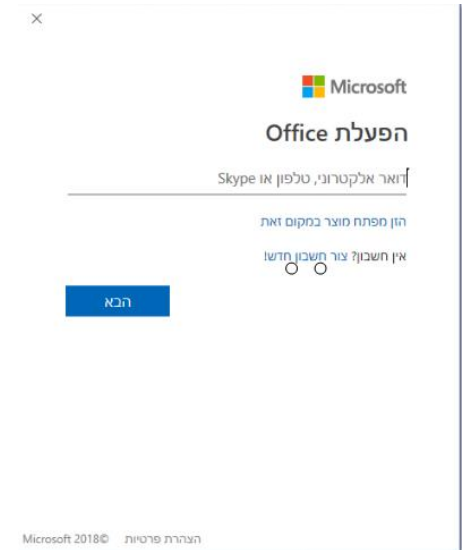 Microsoft
הפעלת Office
דואר אלקטרוני, טלפון או Skype
הזן מפתח מוצר במקום זאת
אין חשבון? צור חשבון חדש!
הבא
הצהרת פרטיות Microsoft 2018©